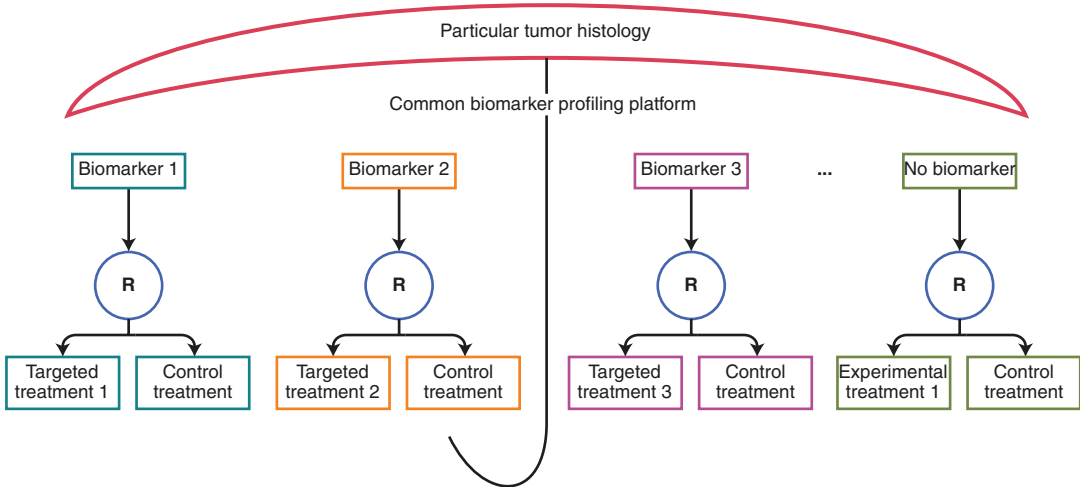 Particular tumor histology
Common biomarker profiling platform
Biomarker 1
Biomarker 2
Biomarker 3
...
No biomarker
R
R
R
R
Targeted
treatment 1
Control
treatment
Targeted
treatment 2
Control
treatment
Targeted
treatment 3
Control
treatment
Experimental
treatment 1
Control
treatment